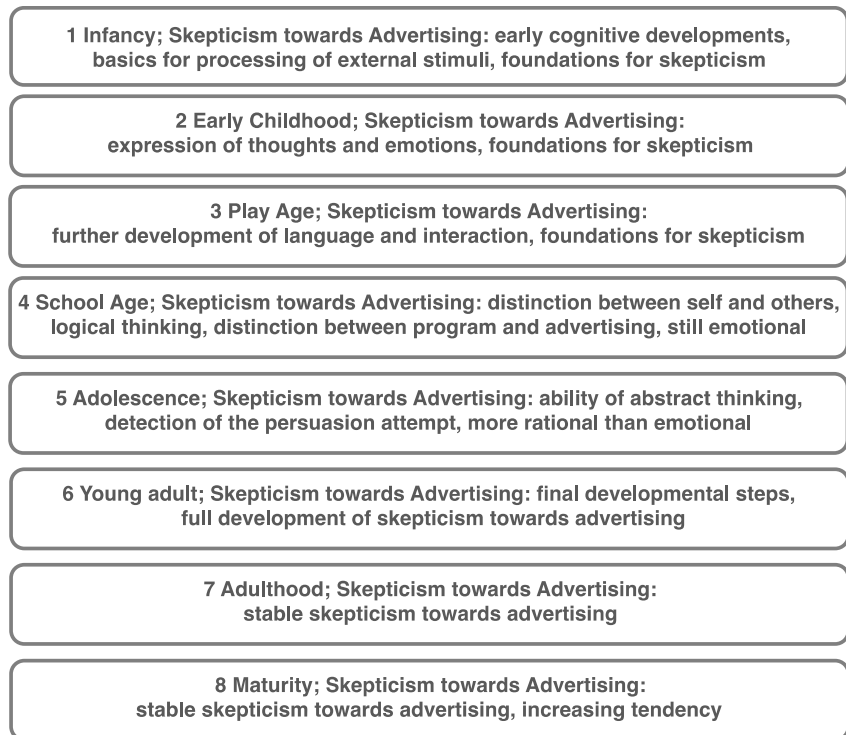 1 Infancy; Skepticism towards Advertising: early cognitive developments,
basics for processing of external stimuli, foundations for skepticism
2 Early Childhood; Skepticism towards Advertising:
expression of thoughts and emotions, foundations for skepticism
3 Play Age; Skepticism towards Advertising:
further development of language and interaction, foundations for skepticism
4 School Age; Skepticism towards Advertising: distinction between self and others,
logical thinking, distinction between program and advertising, still emotional
5 Adolescence; Skepticism towards Advertising: ability of abstract thinking,
detection of the persuasion attempt, more rational than emotional
6 Young adult; Skepticism towards Advertising: final developmental steps,
full development of skepticism towards advertising
7 Adulthood; Skepticism towards Advertising:
stable skepticism towards advertising
8 Maturity; Skepticism towards Advertising:
stable skepticism towards advertising, increasing tendency